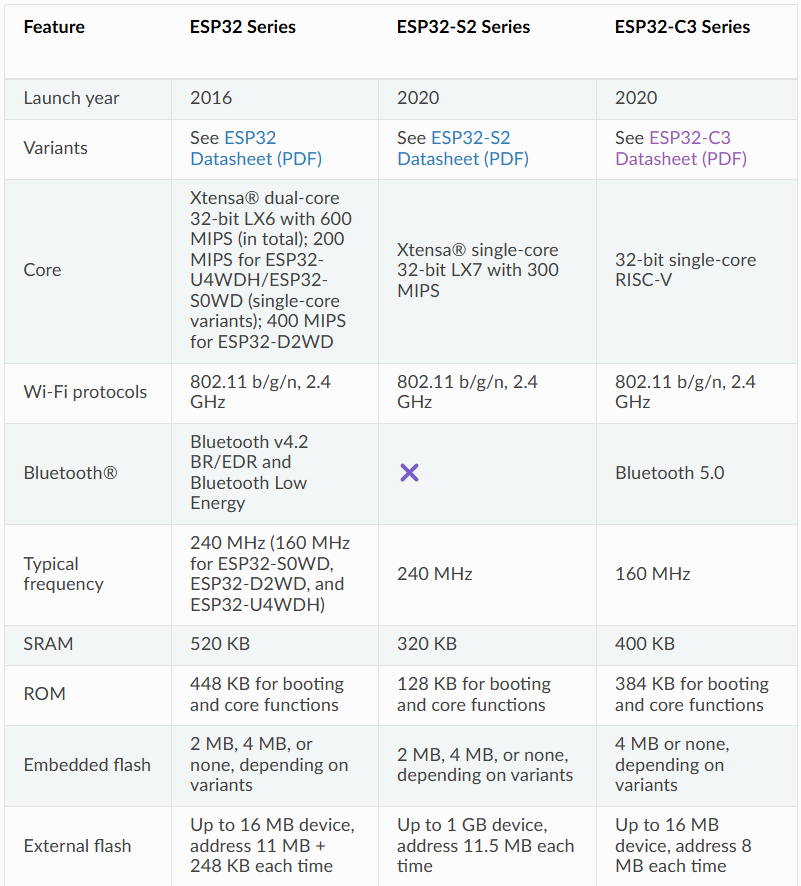 Feature ESP32 Series ESP32-S2 Series ESP32-C3 Series
Launch year 2016 2020 2020
Variants
See ESP32
Datasheet (PDF)
See ESP32-S2
Datasheet (PDF)
See ESP32-C3
Datasheet (PDF)
Core
Xtensa® dual-core
32-bit LX6 with 600
MIPS (in total); 200
MIPS for ESP32-
U4WDH/ESP32-
S0WD (single-core
variants); 400 MIPS
for ESP32-D2WD
Xtensa® single-core
32-bit LX7 with 300
MIPS
32-bit single-core
RISC-V
Wi-Fi protocols
802.11 b/g/n, 2.4
GHz
802.11 b/g/n, 2.4
GHz
802.11 b/g/n, 2.4
GHz
Bluetooth®
Bluetooth v4.2
BR/EDR and
Bluetooth Low
Energy
Bluetooth 5.0
Typical
frequency
240 MHz (160 MHz
for ESP32-S0WD,
ESP32-D2WD, and
ESP32-U4WDH)
240 MHz
160 MHz
SRAM 520 KB 320 KB 400 KB
ROM
448 KB for booting
and core functions
128 KB for booting
and core functions
384 KB for booting
and core functions
Embedded flash
2 MB, 4 MB, or
none, depending on
variants
2 MB, 4 MB, or none,
depending on variants
4 MB or none,
depending on
variants
External flash
Up to 16 MB device,
address 11 MB +
248 KB each time
Up to 1 GB device,
address 11.5 MB each
time
Up to 16 MB
device, address 8
MB each time